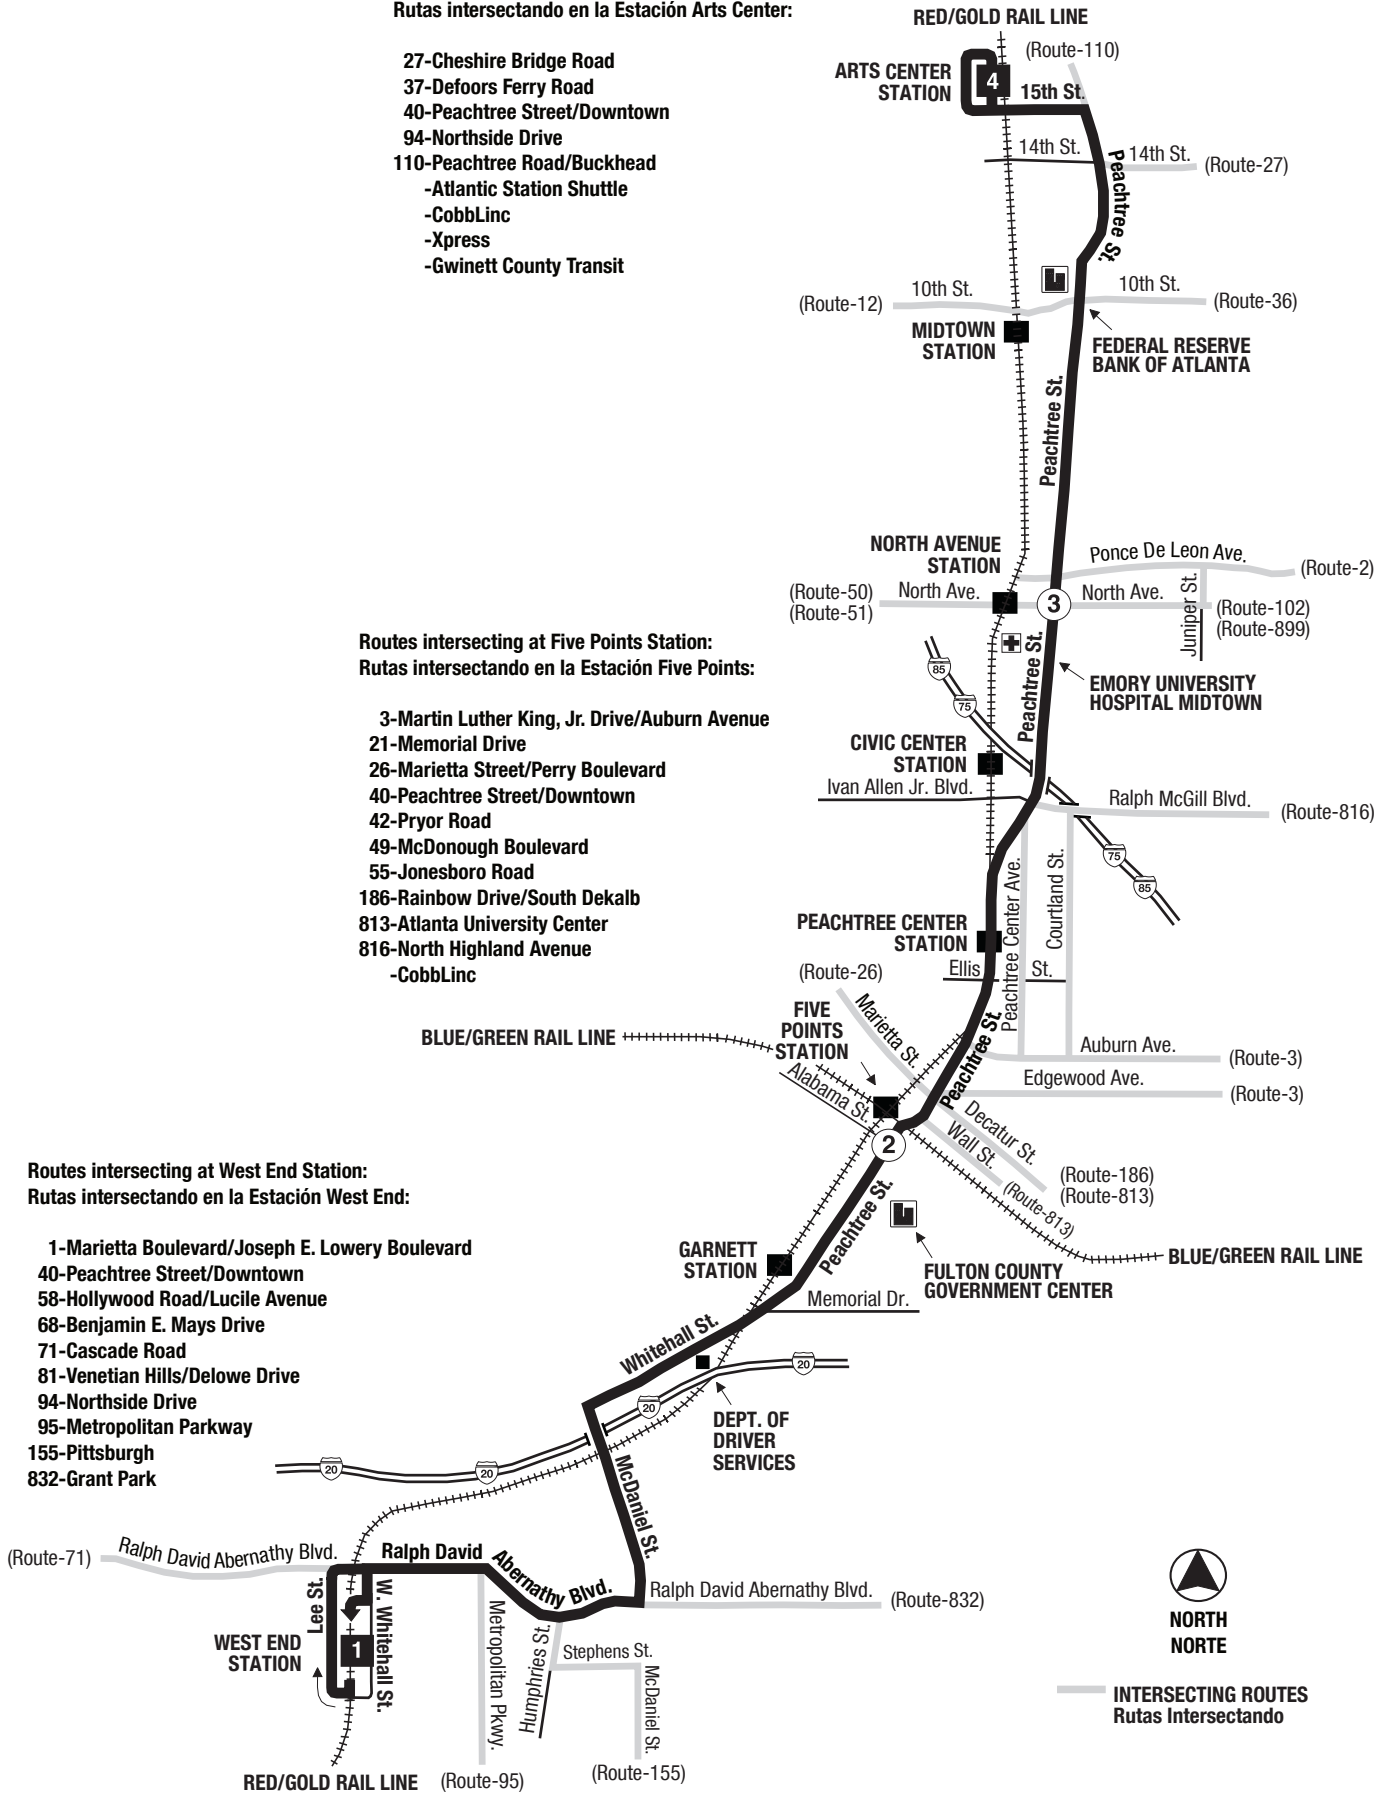 Rutas intersectando en la Estación Arts Center:
27-Cheshire Bridge Road
37-Defoors Ferry Road
40-Peachtree Street/Downtown
94-Northside Drive
110-Peachtree Road/Buckhead
-Atlantic Station Shuttle
-CobbLinc
-Xpress
-Gwinett County Transit
RED/GOLD RAIL LINE
(Route-110)
ARTS CENTER
STATION
4
15th St.
14th St.
14th St.
(Route-27)
Peachtree St.
10th St.
10th St.
(Route-12)
(Route-36)
MIDTOWN
STATION
FEDERAL RESERVE
BANK OF ATLANTA
Peachtree St.
NORTH AVENUE
STATION
Ponce De Leon Ave.
(Route-2)
(Route-50)
(Route-51)
North Ave.
3
North Ave.
Juniper St.
(Route-102)
(Route-899)
Peachtree St.
85
75
EMORY UNIVERSITY
HOSPITAL MIDTOWN
Routes intersecting at Five Points Station:
Rutas intersectando en la Estación Five Points:
3-Martin Luther King, Jr. Drive/Auburn Avenue
21-Memorial Drive
26-Marietta Street/Perry Boulevard
40-Peachtree Street/Downtown
42-Pryor Road
49-McDonough Boulevard
55-Jonesboro Road
186-Rainbow Drive/South Dekalb
813-Atlanta University Center
816-North Highland Avenue
-CobbLinc
CIVIC CENTER
STATION
Ivan Allen Jr. Blvd.
Ralph McGill Blvd.
(Route-816)
75
85
Peachtree Center Ave.
Courtland St.
PEACHTREE CENTER
STATION
Ellis
St.
(Route-26)
Marietta St.
FIVE
POINTS
STATION
BLUE/GREEN RAIL LINE
Alabama St.
Peachtree St.
Auburn Ave.
(Route-3)
Edgewood Ave.
(Route-3)
Decatur St.
Wall St.
2
(Route-186)
(Route-813)
(Route-813)
BLUE/GREEN RAIL LINE
Peachtree St.
FULTON COUNTY
GOVERNMENT CENTER
GARNETT
STATION
Memorial Dr.
Whitehall St.
20
20
DEPT. OF
DRIVER
SERVICES
20
20
Routes intersecting at West End Station:
Rutas intersectando en la Estación West End:
1-Marietta Boulevard/Joseph E. Lowery Boulevard
40-Peachtree Street/Downtown
58-Hollywood Road/Lucile Avenue
68-Benjamin E. Mays Drive
71-Cascade Road
81-Venetian Hills/Delowe Drive
94-Northside Drive
95-Metropolitan Parkway
155-Pittsburgh
832-Grant Park
McDaniel St.
(Route-71)
Ralph David Abernathy Blvd.
Ralph David
Abernathy Blvd.
Ralph David Abernathy Blvd.
(Route-832)
Lee St.
W. Whitehall St.
WEST END
STATION
1
Metropolitan Pkwy.
Humphries St.
Stephens St.
McDaniel St.
RED/GOLD RAIL LINE
(Route-95)
(Route-155)
NORTH
NORTE
INTERSECTING ROUTES
Rutas Intersectando